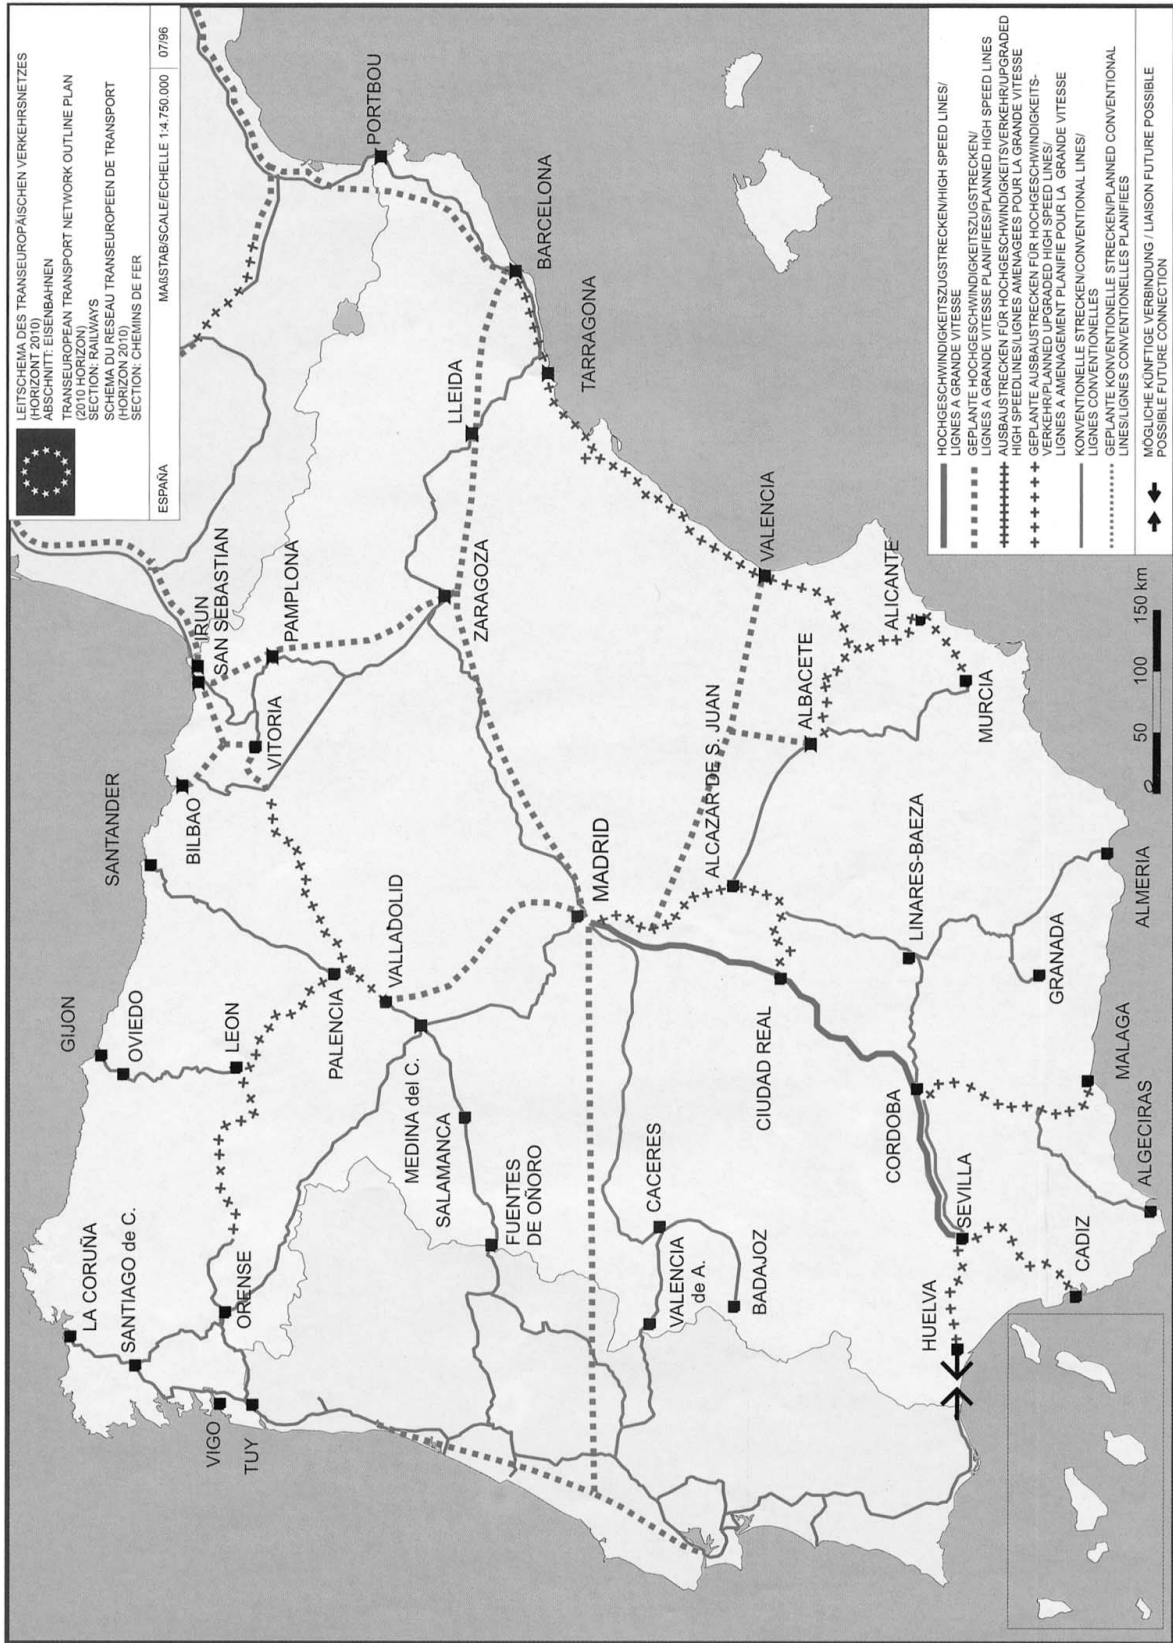 LEITSCHEMA DES TRANSEUROPÄISCHEN VERKEHRSNETZES
(HORIZONT 2010)
ABSCHNITT: EISENBAHNEN
TRANSEUROPEAN TRANSPORT NETWORK OUTLINE PLAN
(2010 HORIZON)
SECTION: RAILWAYS
SCHEMA DU RESEAU TRANSEUROPEEN DE TRANSPORT
(HORIZON 2010)
SECTION: CHEMINS DE FER
ESPAÑA
MAßSTAB/SCALE/ECHELLE 1:4.750.000
07/96
LA CORUÑA
SANTIAGO de C.
VIGO
TUY
ORENSE
GIJON
OVIEDO
LEON
SANTANDER
BILBAO
IRUN
SAN SEBASTIAN
VITORIA
PAMPLONA
PALENCIA
VALLADOLID
MEDINA del C.
SALAMANCA
FUENTES
DE OÑORO
ZARAGOZA
LLEIDA
PORTBOU
BARCELONA
TARRAGONA
MADRID
CACERES
VALENCIA
de A.
BADAJOZ
CIUDAD REAL
ALCAZAR DE S. JUAN
ALBACETE
VALENCIA
ALICANTE
MURCIA
LINARES-BAEZA
CORDOBA
SEVILLA
HUELVA
CADIZ
ALGECIRAS
MALAGA
GRANADA
ALMERIA
0 50 100 150 km
HOCHGESCHWINDIGKEITSZUGSTRECKEN/HIGH SPEED LINES/
LIGNES A GRANDE VITESSE
GEPLANTE HOCHGESCHWINDIGKEITSZUGSTRECKEN/
LIGNES A GRANDE VITESSE PLANIFIEES/PLANNED HIGH SPEED LINES
AUSBAUSTRECKEN FÜR HOCHGESCHWINDIGKEITSVERKEHR/UPGRADED
HIGH SPEEDLINES/LIGNES AMENAGEES POUR LA GRANDE VITESSE
GEPLANTE AUSBAUSTRECKEN FÜR HOCHGESCHWINDIGKEITS-
VERKEHR/PLANNED UPGRADED HIGH SPEED LINES/
LIGNES A AMENAGEMENT PLANIFIE POUR LA GRANDE VITESSE
KONVENTIONELLE STRECKEN/CONVENTIONAL LINES/
LIGNES CONVENTIONELLES
GEPLANTE KONVENTIONELLE STRECKEN/PLANNED CONVENTIONAL
LINES/LIGNES CONVENTIONELLES PLANIFIEES
MÖGLICHE KÜNFTIGE VERBINDUNG / LIAISON FUTURE POSSIBLE
POSSIBLE FUTURE CONNECTION